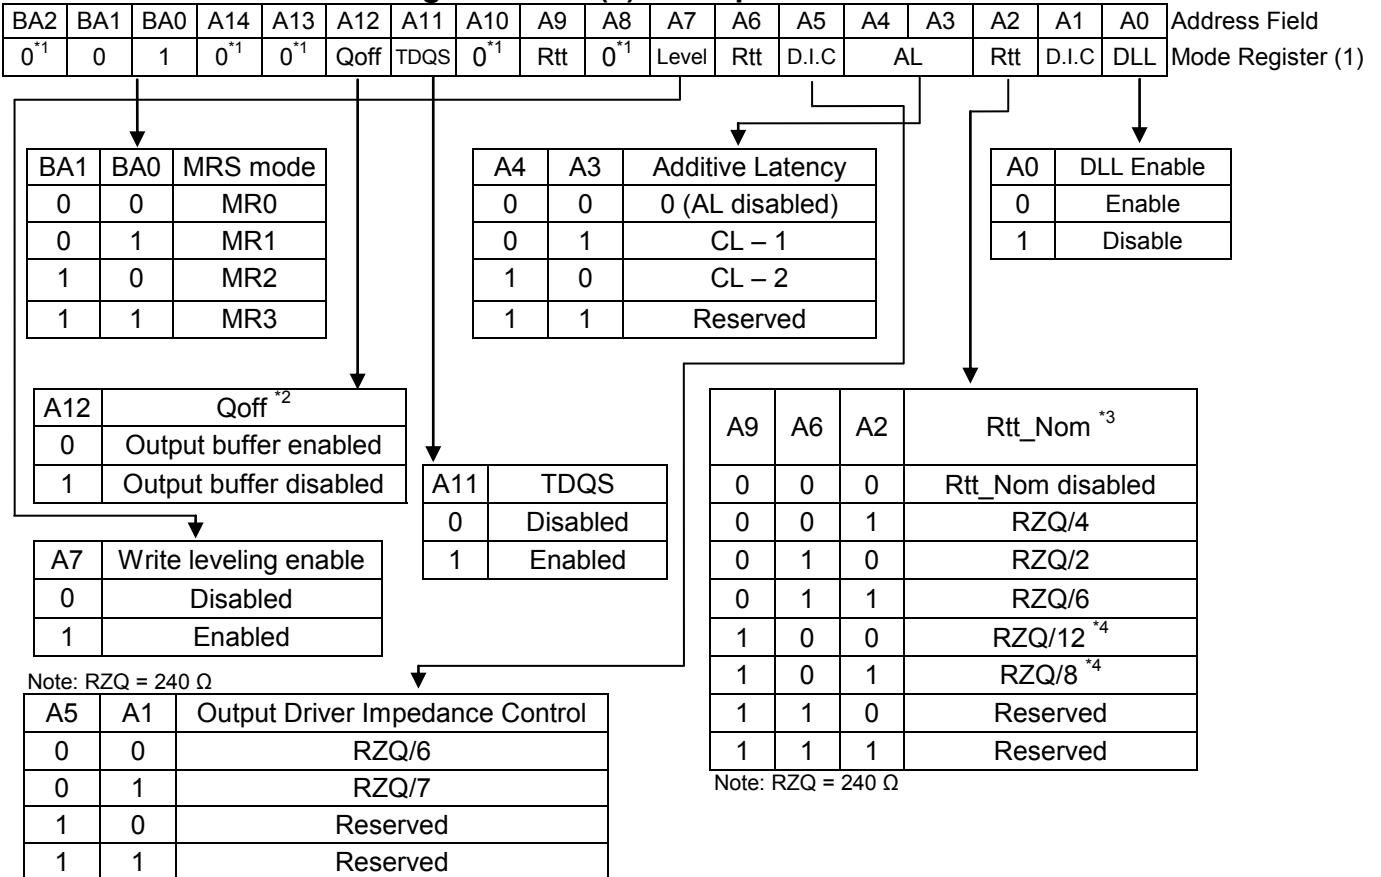 BA2 BA1 BA0 A14 A13 A12 A11 A10 A9 A8 A7 A6 A5 A4 A3 A2 A1 A0 Address Field
0*1 0 1 0*1 0*1 Qoff TDQS 0*1 Rtt 0*1 Level Rtt D.I.C AL Rtt D.I.C DLL Mode Register (1)
BA1 BA0 MRS mode
0 0 MR0
0 1 MR1
1 0 MR2
1 1 MR3
A4 A3 Additive Latency
0 0 0 (AL disabled)
0 1 CL – 1
1 0 CL – 2
1 1 Reserved
A0 DLL Enable
0 Enable
1 Disable
A12 Qoff *2
0 Output buffer enabled
1 Output buffer disabled
A11 TDQS
0 Disabled
1 Enabled
A9 A6 A2 Rtt_Nom *3
0 0 0 Rtt_Nom disabled
0 0 1 RZQ/4
0 1 0 RZQ/2
0 1 1 RZQ/6
1 0 0 RZQ/12 *4
1 0 1 RZQ/8 *4
1 1 0 Reserved
1 1 1 Reserved
Note: RZQ = 240 Ω
A7 Write leveling enable
0 Disabled
1 Enabled
Note: RZQ = 240 Ω
A5 A1 Output Driver Impedance Control
0 0 RZQ/6
0 1 RZQ/7
1 0 Reserved
1 1 Reserved